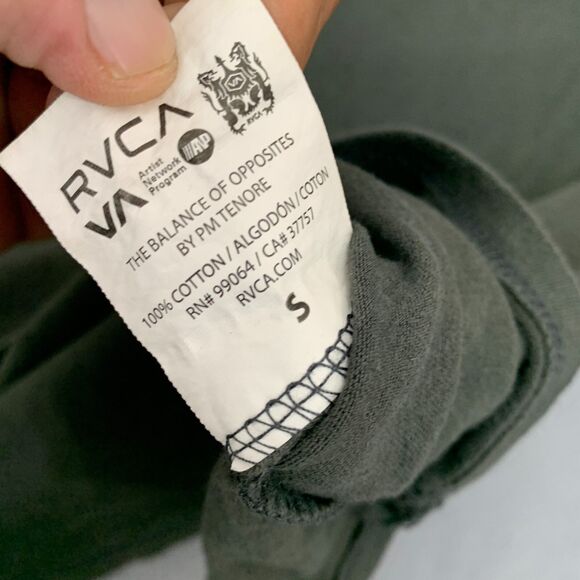 RVCA
VA
Artist
Network
Program
ANP
RVCA
THE BALANCE OF OPPOSITES
BY PM TENORE
100% COTTON / ALGODÓN / COTON
RN# 99064 / CA# 37757
RVCA.COM
S